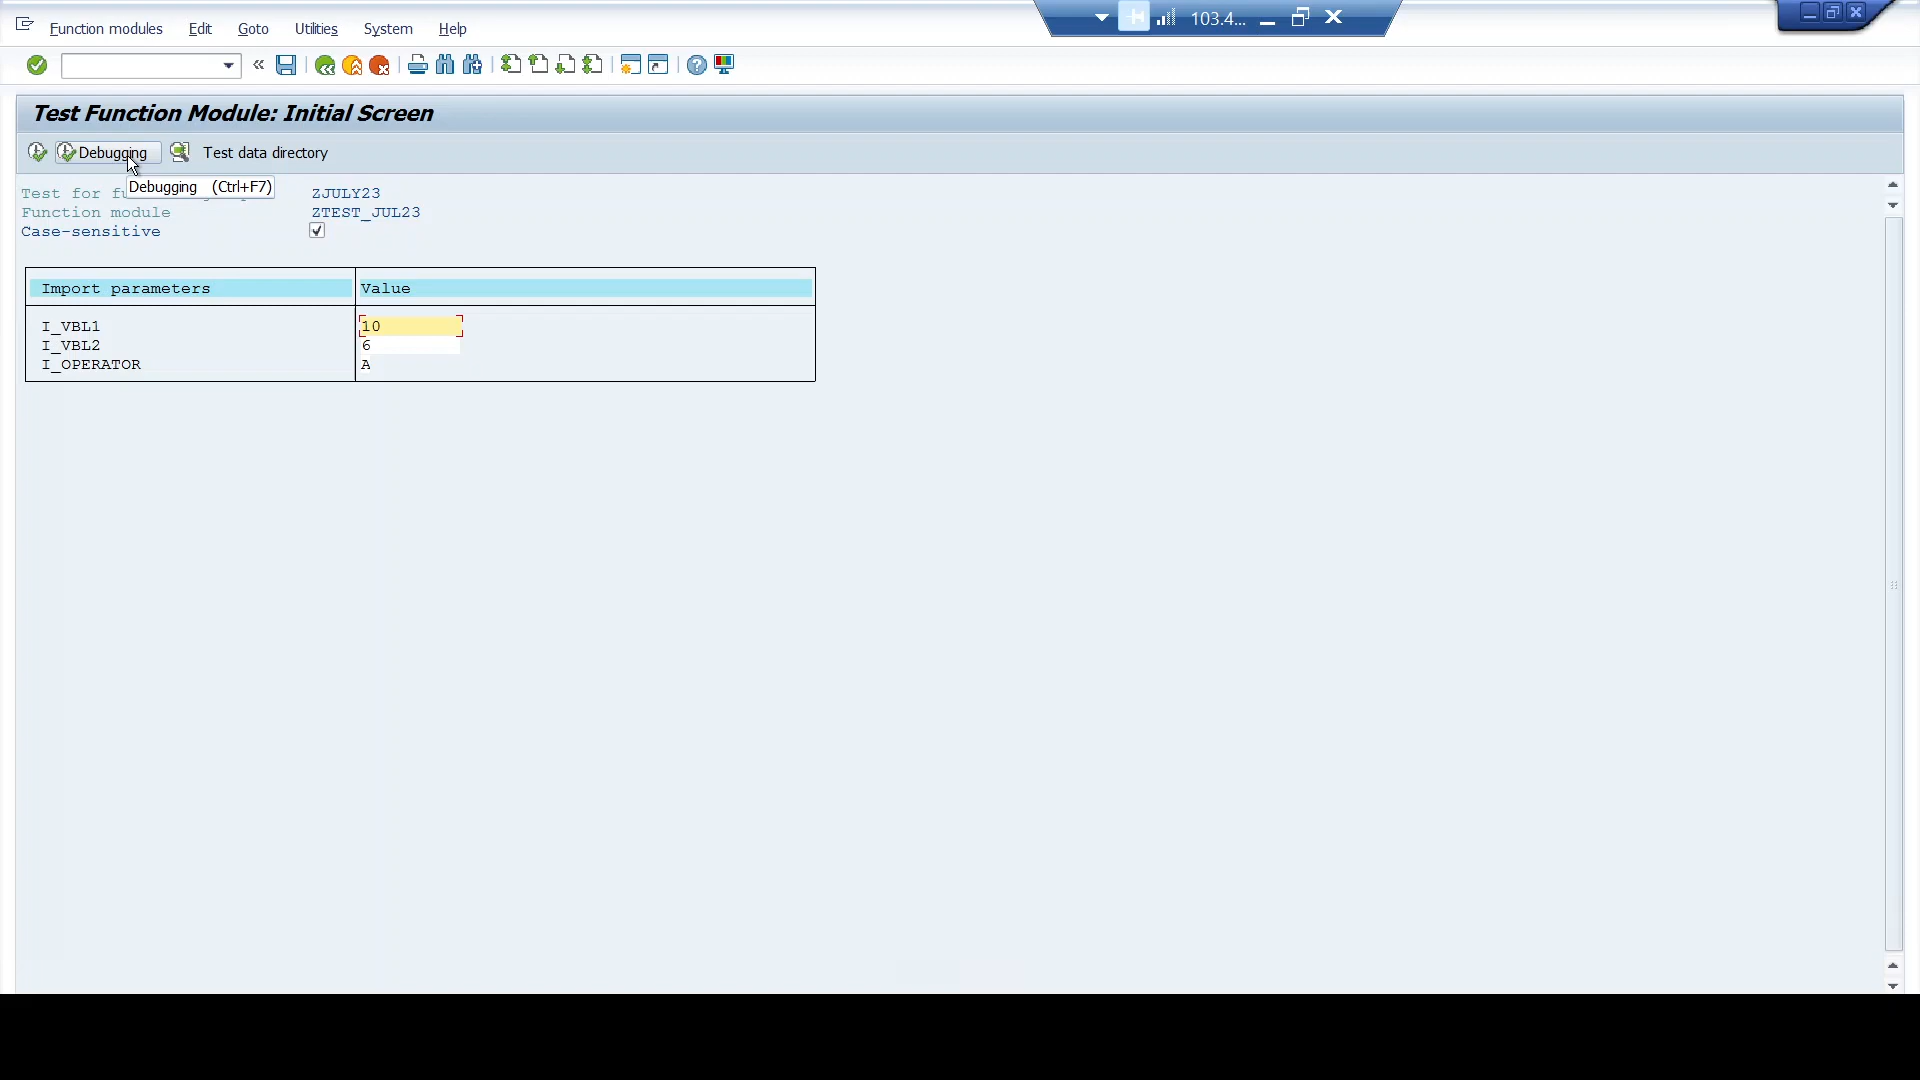 Function modules Edit Goto Utilities System Help
103.4...
Test Function Module: Initial Screen
Debugging Test data directory
Debugging (Ctrl+F7)
Test for ZJULY23
Function module ZTEST_JUL23
Case-sensitive
Import parameters Value
I_VBL1 10
I_VBL2 6
I_OPERATOR A